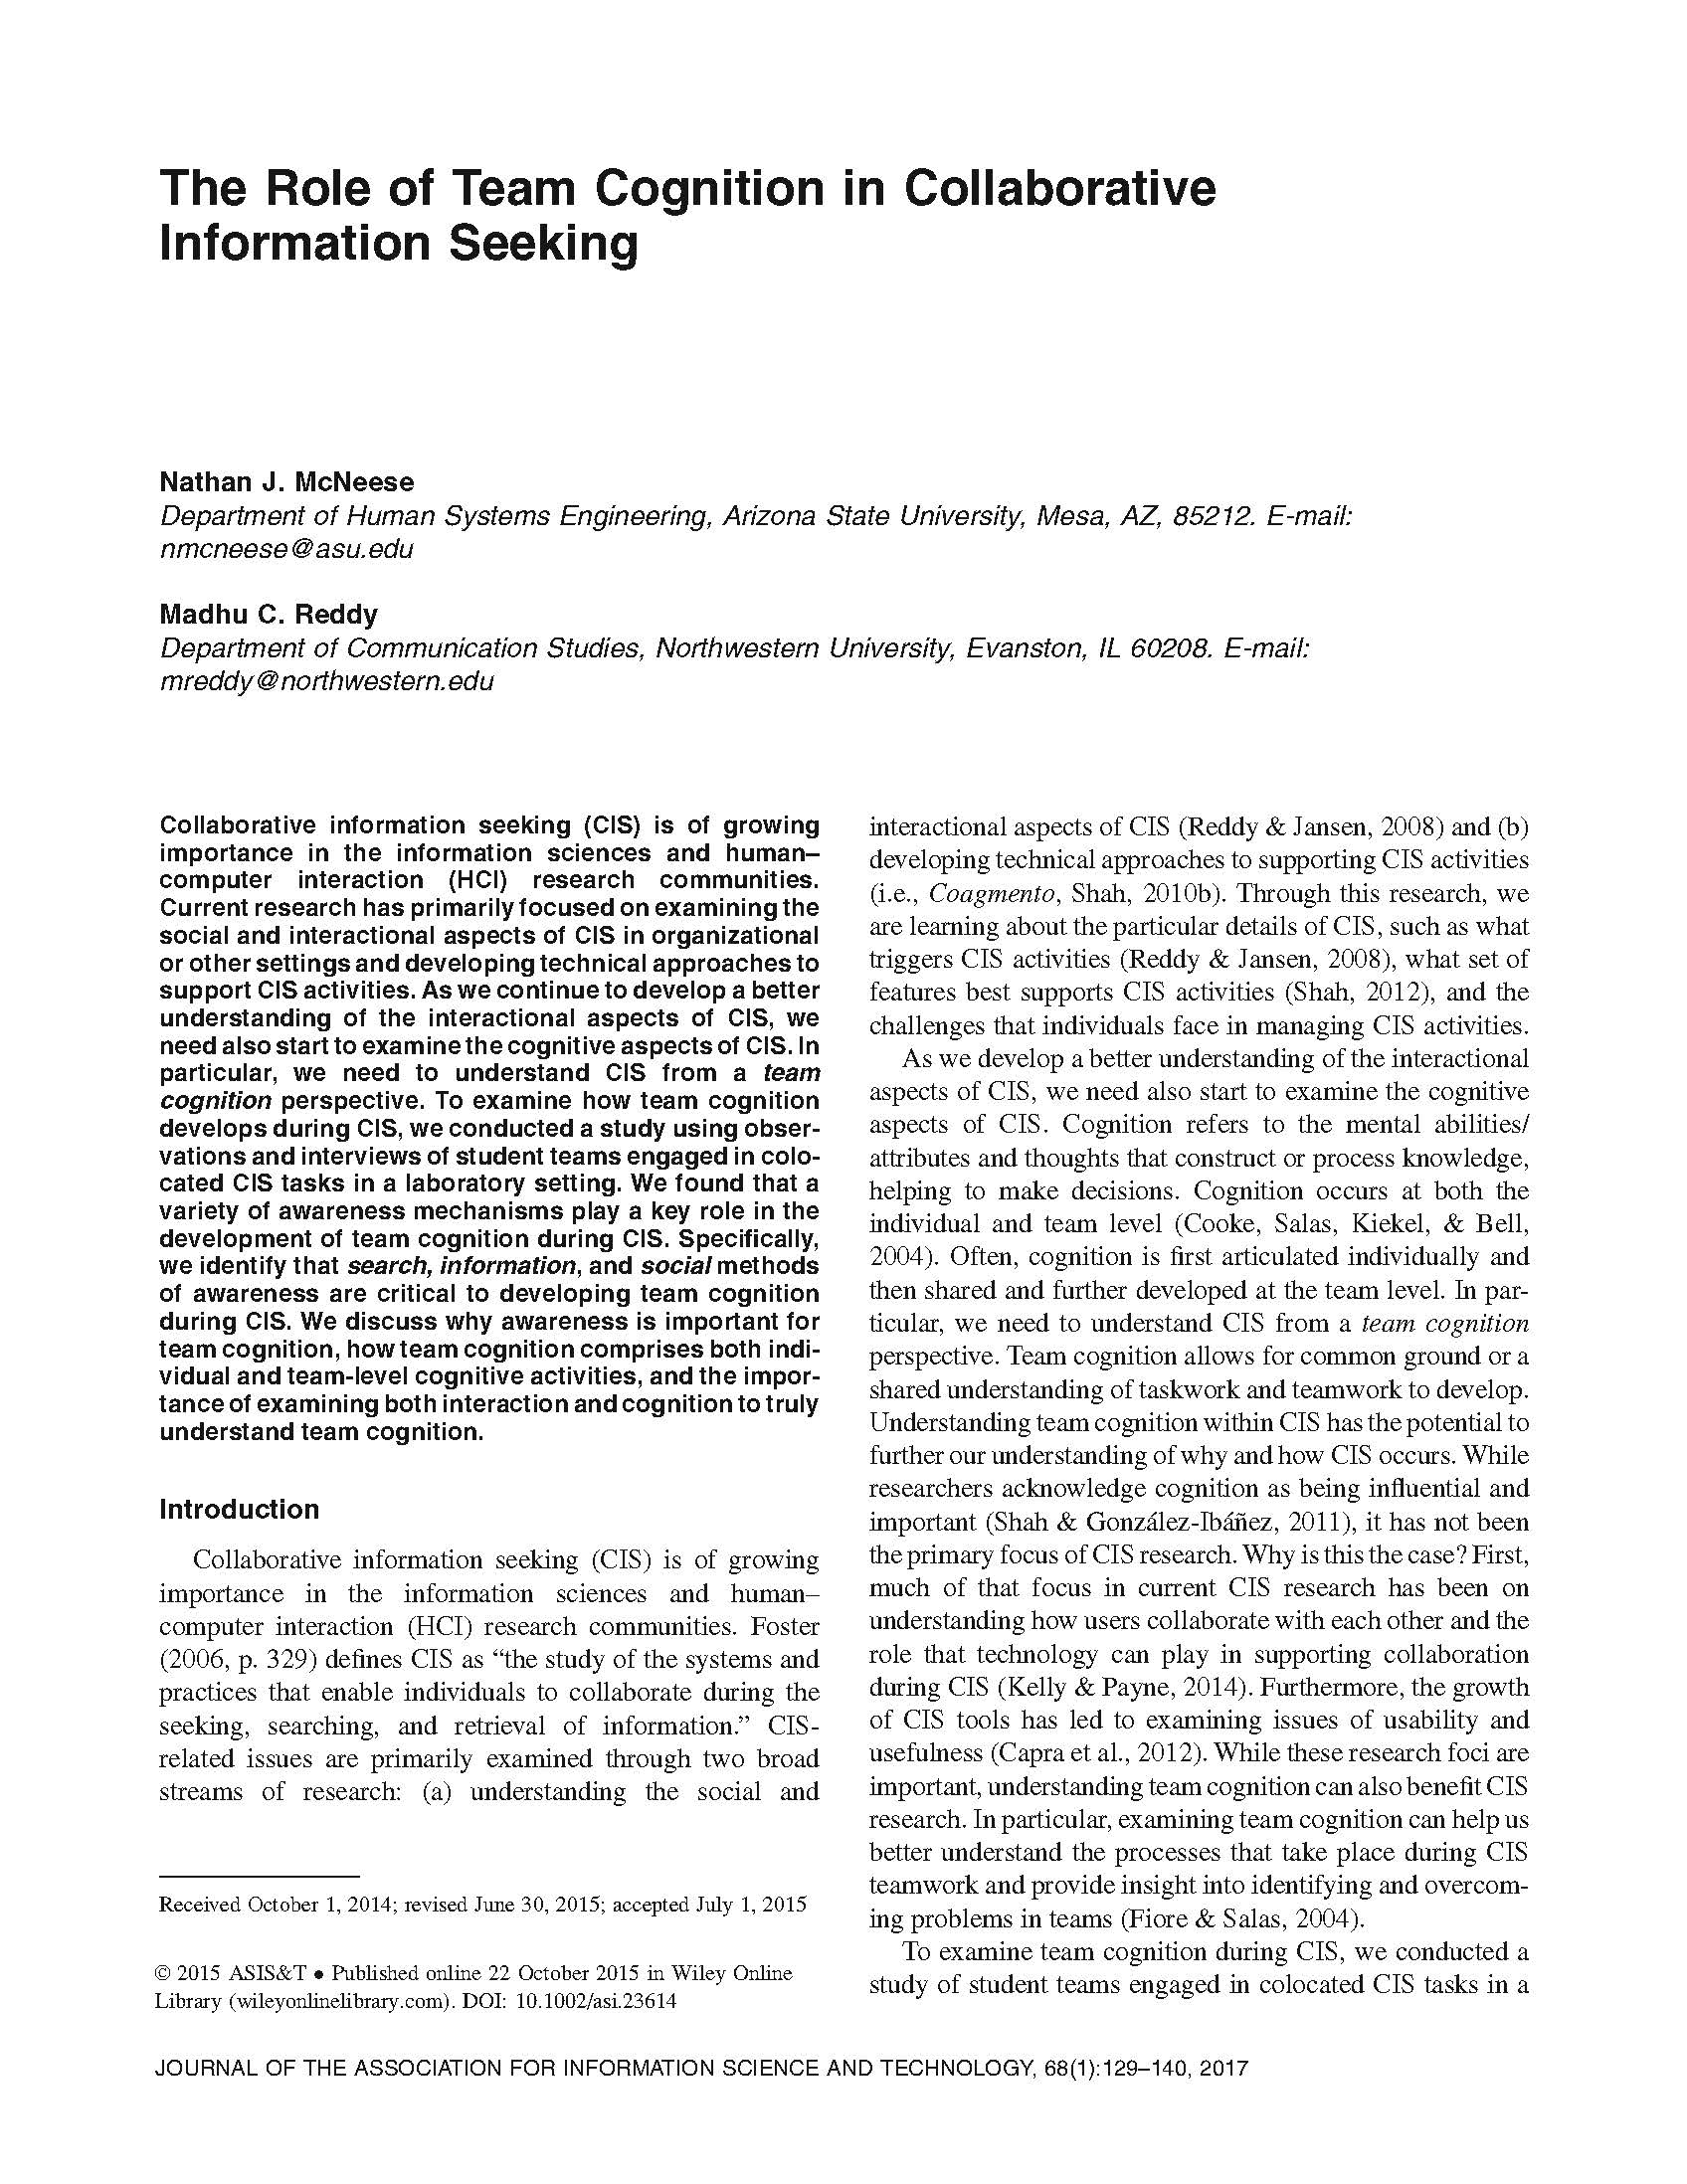 The Role of Team Cognition in Collaborative
Information Seeking
Nathan J. McNeese
Department of Human Systems Engineering, Arizona State University, Mesa, AZ, 85212. E-mail:
nmcneese@asu.edu
Madhu C. Reddy
Department of Communication Studies, Northwestern University, Evanston, IL 60208. E-mail:
mreddy@northwestern.edu
Collaborative information seeking (CIS) is of growing
importance in the information sciences and human–
computer interaction (HCI) research communities.
Current research has primarily focused on examining the
social and interactional aspects of CIS in organizational
or other settings and developing technical approaches to
support CIS activities. As we continue to develop a better
understanding of the interactional aspects of CIS, we
need also start to examine the cognitive aspects of CIS. In
particular, we need to understand CIS from a team
cognition perspective. To examine how team cognition
develops during CIS, we conducted a study using obser-
vations and interviews of student teams engaged in colo-
cated CIS tasks in a laboratory setting. We found that a
variety of awareness mechanisms play a key role in the
development of team cognition during CIS. Specifically,
we identify that search, information, and social methods
of awareness are critical to developing team cognition
during CIS. We discuss why awareness is important for
team cognition, how team cognition comprises both indi-
vidual and team-level cognitive activities, and the impor-
tance of examining both interaction and cognition to truly
understand team cognition.
Introduction
Collaborative information seeking (CIS) is of growing
importance in the information sciences and human–
computer interaction (HCI) research communities. Foster
(2006, p. 329) defines CIS as “the study of the systems and
practices that enable individuals to collaborate during the
seeking, searching, and retrieval of information.” CIS-
related issues are primarily examined through two broad
streams of research: (a) understanding the social and
Received October 1, 2014; revised June 30, 2015; accepted July 1, 2015
© 2015 ASIS&T • Published online 22 October 2015 in Wiley Online
Library (wileyonlinelibrary.com). DOI: 10.1002/asi.23614
interactional aspects of CIS (Reddy & Jansen, 2008) and (b)
developing technical approaches to supporting CIS activities
(i.e., Coagmento, Shah, 2010b). Through this research, we
are learning about the particular details of CIS, such as what
triggers CIS activities (Reddy & Jansen, 2008), what set of
features best supports CIS activities (Shah, 2012), and the
challenges that individuals face in managing CIS activities.
As we develop a better understanding of the interactional
aspects of CIS, we need also start to examine the cognitive
aspects of CIS. Cognition refers to the mental abilities/
attributes and thoughts that construct or process knowledge,
helping to make decisions. Cognition occurs at both the
individual and team level (Cooke, Salas, Kiekel, & Bell,
2004). Often, cognition is first articulated individually and
then shared and further developed at the team level. In par-
ticular, we need to understand CIS from a team cognition
perspective. Team cognition allows for common ground or a
shared understanding of taskwork and teamwork to develop.
Understanding team cognition within CIS has the potential to
further our understanding of why and how CIS occurs. While
researchers acknowledge cognition as being influential and
important (Shah & González-Ibáñez, 2011), it has not been
the primary focus of CIS research. Why is this the case? First,
much of that focus in current CIS research has been on
understanding how users collaborate with each other and the
role that technology can play in supporting collaboration
during CIS (Kelly & Payne, 2014). Furthermore, the growth
of CIS tools has led to examining issues of usability and
usefulness (Capra et al., 2012). While these research foci are
important, understanding team cognition can also benefit CIS
research. In particular, examining team cognition can help us
better understand the processes that take place during CIS
teamwork and provide insight into identifying and overcom-
ing problems in teams (Fiore & Salas, 2004).
To examine team cognition during CIS, we conducted a
study of student teams engaged in colocated CIS tasks in a
JOURNAL OF THE ASSOCIATION FOR INFORMATION SCIENCE AND TECHNOLOGY, 68(1):129–140, 2017